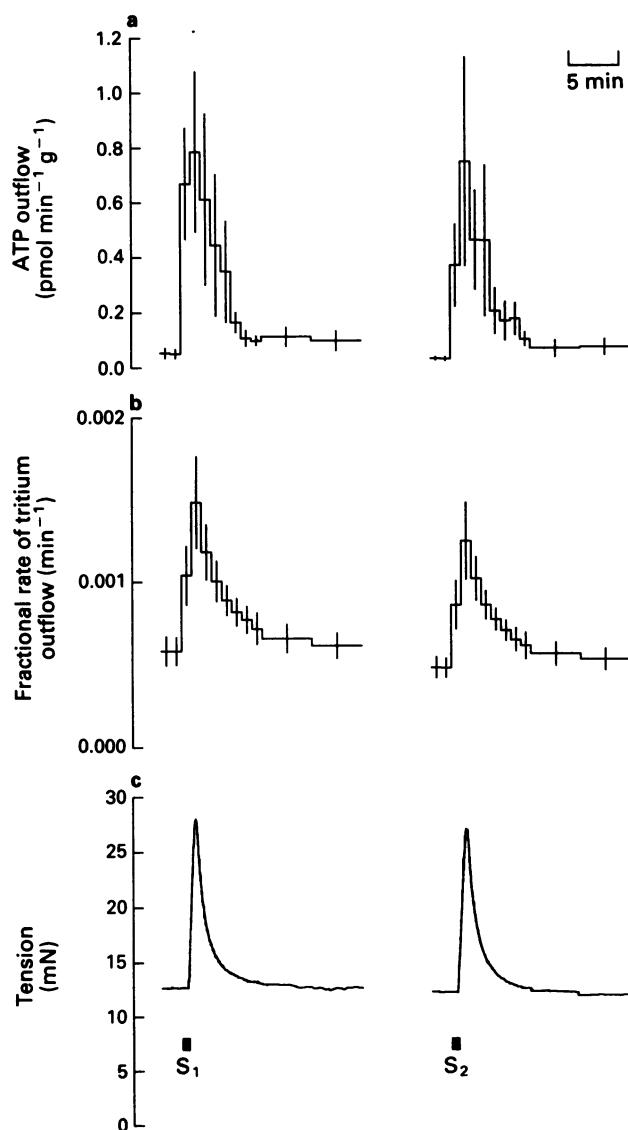 a
1.2
1.0
0.8
0.6
0.4
0.2
0.0
ATP outflow
(pmol min⁻¹ g⁻¹)
5 min
b
0.002
0.001
0.000
Fractional rate of tritium
outflow (min⁻¹)
c
30
25
20
15
13
8
5
0
Tension
(mN)
S₁
S₂